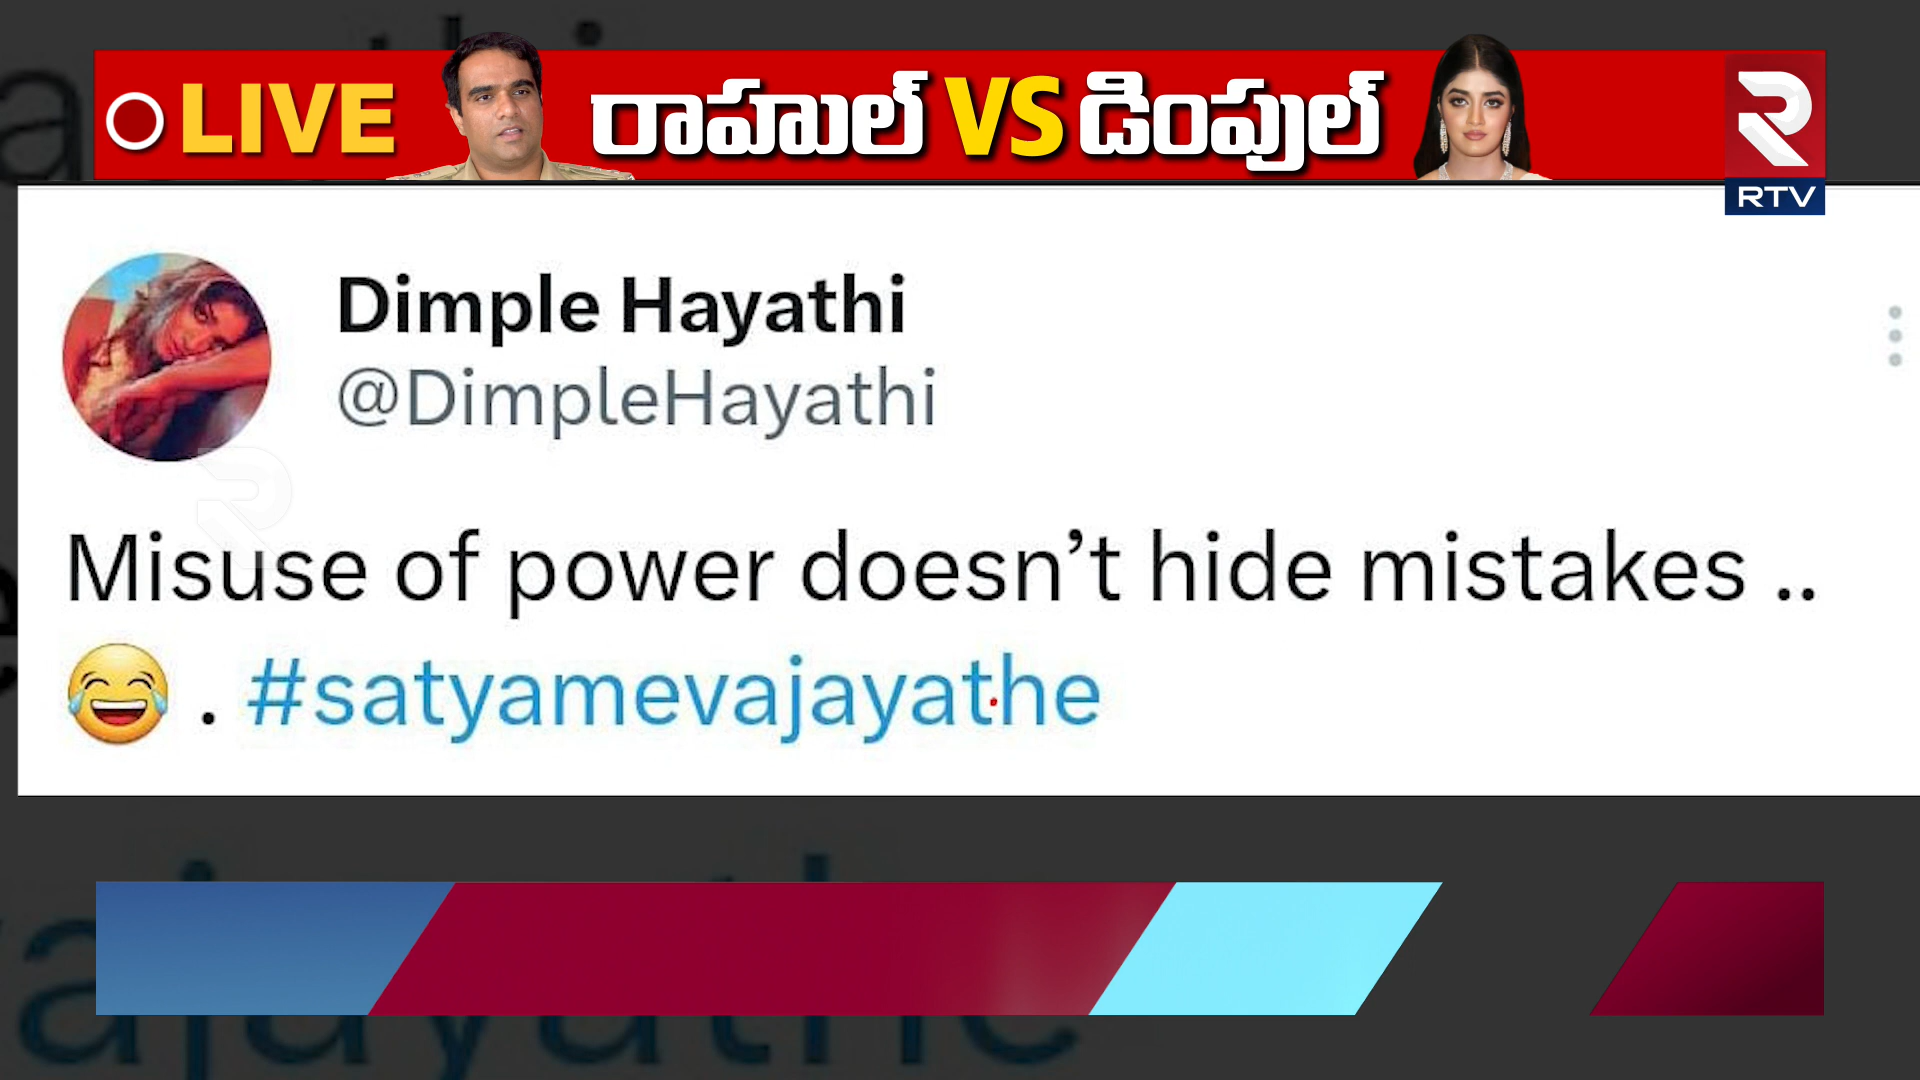 LIVE రాహుల్ VS డింపుల్
RTV
Dimple Hayathi
@DimpleHayathi
Misuse of power doesn’t hide mistakes ..
😂 . #satyamevajayathe